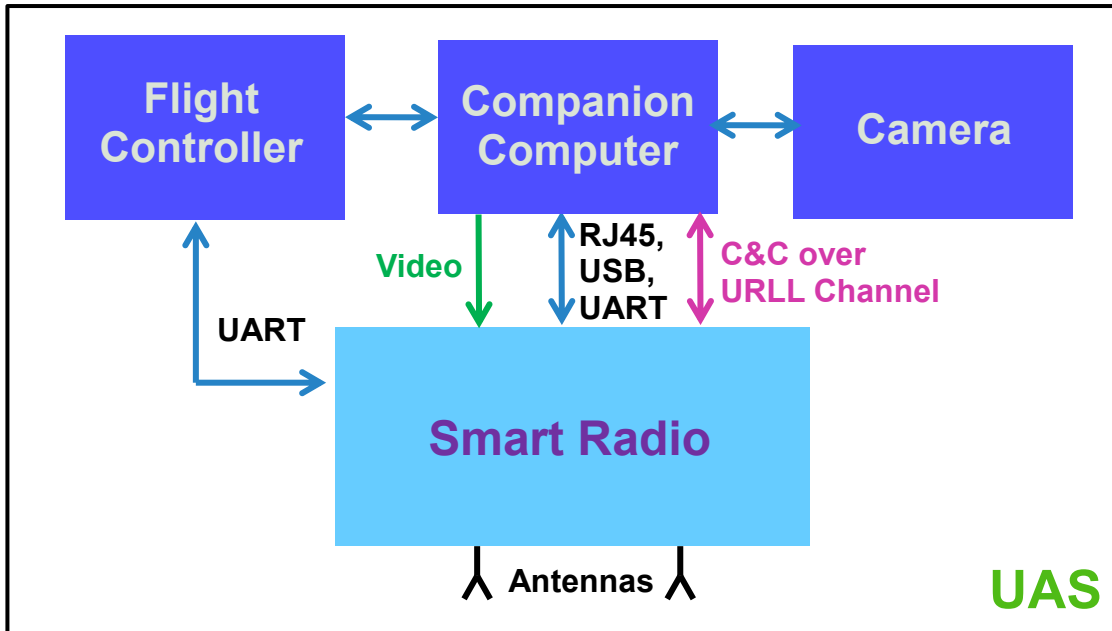 Flight
Controller
Companion
Computer
Camera
Video
RJ45,
USB,
UART
C&C over
URLL Channel
UART
Smart Radio
Antennas
UAS